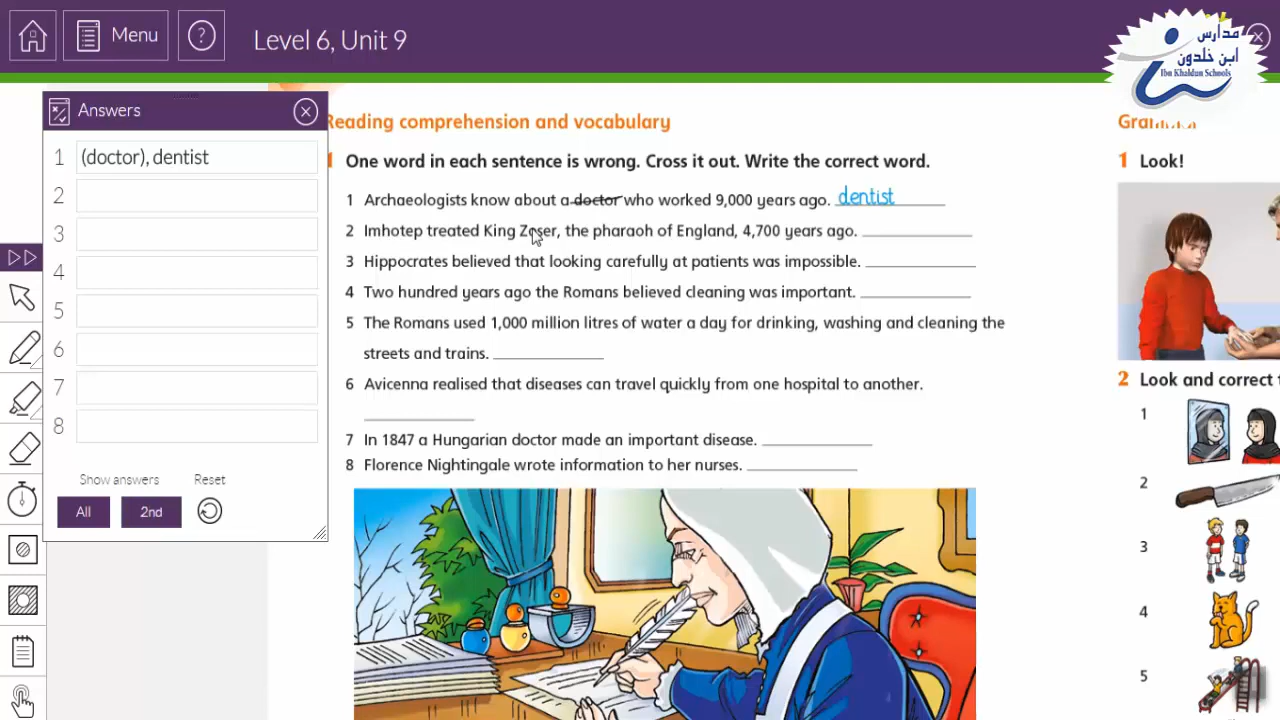 Menu
?
Level 6, Unit 9
مدارس
ابن خلدون
Ibn Khaldun Schools
Answers
1 (doctor), dentist
2
3
4
5
6
7
8
Show answers Reset
All 2nd
Reading comprehension and vocabulary
1 One word in each sentence is wrong. Cross it out. Write the correct word.
1 Archaeologists know about a doctor who worked 9,000 years ago. dentist
2 Imhotep treated King Zoser, the pharaoh of England, 4,700 years ago.
3 Hippocrates believed that looking carefully at patients was impossible.
4 Two hundred years ago the Romans believed cleaning was important.
5 The Romans used 1,000 million litres of water a day for drinking, washing and cleaning the
streets and trains.
6 Avicenna realised that diseases can travel quickly from one hospital to another.
7 In 1847 a Hungarian doctor made an important disease.
8 Florence Nightingale wrote information to her nurses.
1 Look!
2 Look and correct
1
2
3
4
5